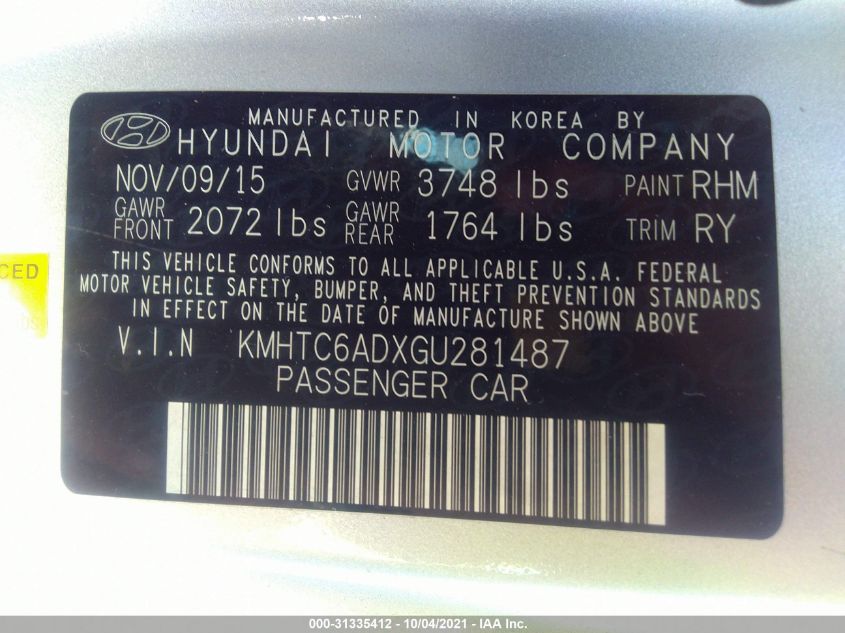 MANUFACTURED IN KOREA BY
HYUNDAI MOTOR COMPANY
NOV/09/15 GVWR 3748 lbs PAINT RHM
GAWR FRONT 2072 lbs GAWR REAR 1764 lbs TRIM RY
THIS VEHICLE CONFORMS TO ALL APPLICABLE U.S.A. FEDERAL
MOTOR VEHICLE SAFETY, BUMPER, AND THEFT PREVENTION STANDARDS
IN EFFECT ON THE DATE OF MANUFACTURE SHOWN ABOVE.
V.I.N KMHTC6ADXGU281487
PASSENGER CAR
CED
000-31335412 - 10/04/2021 - IAA Inc.